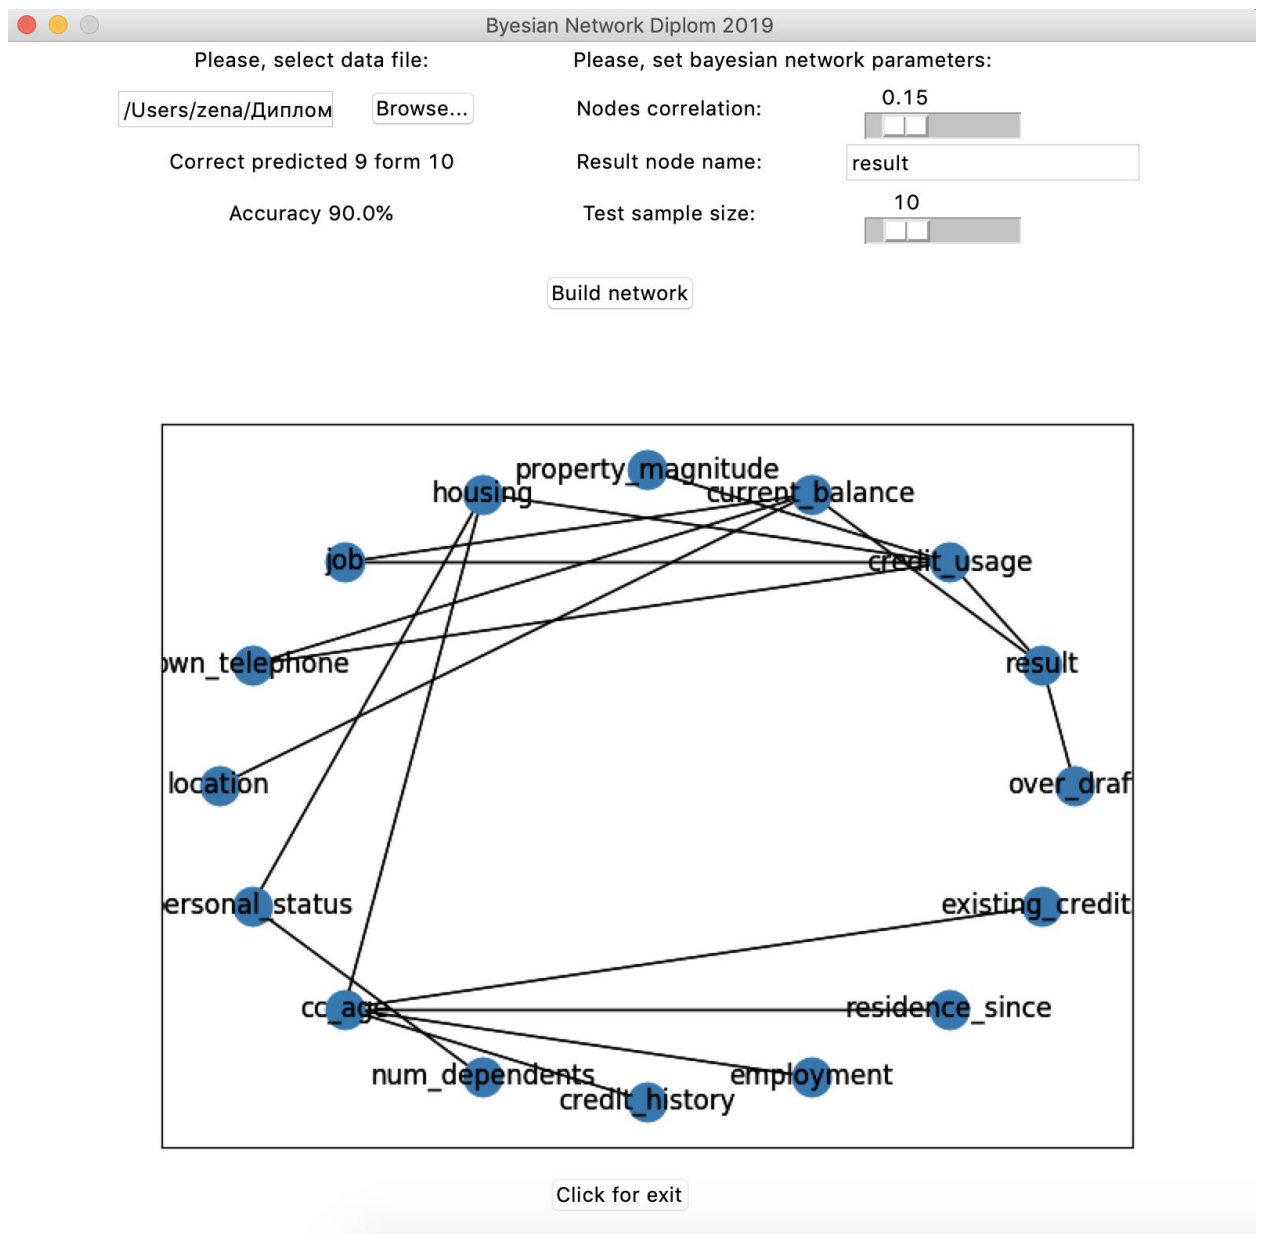 Byesian Network Diplom 2019
Please, select data file:
Please, set bayesian network parameters:
/Users/zena/Диплом
Browse...
Nodes correlation:
0.15
Correct predicted 9 form 10
Result node name:
result
Accuracy 90.0%
Test sample size:
10
Build network
property_magnitude
housing
current_balance
job
credit_usage
own_telephone
result
location
over_draf
ersonal_status
existing_credit
cc_age
residence_since
num_dependents
employment
credit_history
Click for exit